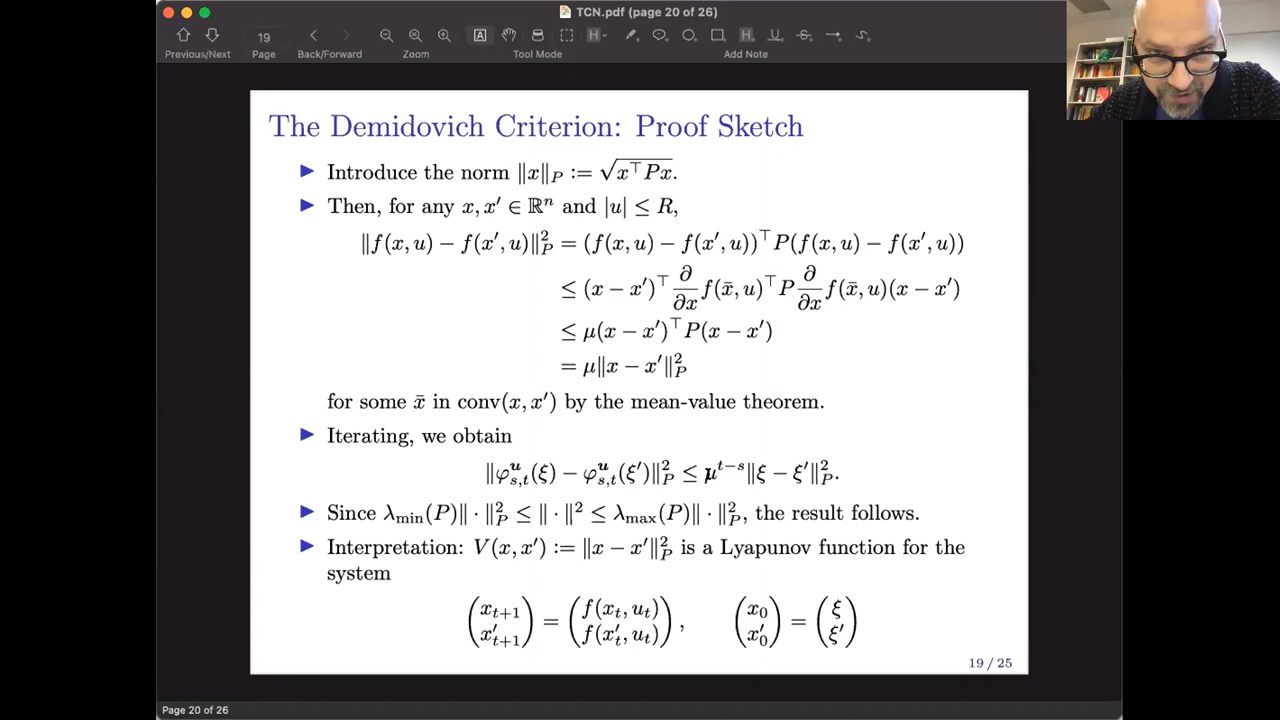 TCN.pdf (page 20 of 26)
19
Previous/Next Page Back/Forward Zoom Tool Mode Add Note
The Demidovich Criterion: Proof Sketch
▶ Introduce the norm ‖x‖_P := √(x^⊤Px).
▶ Then, for any x, x′ ∈ ℝⁿ and |u| ≤ R,
‖f(x, u) − f(x′, u)‖²_P = (f(x, u) − f(x′, u))^⊤ P(f(x, u) − f(x′, u))
≤ (x − x′)^⊤ ∂/∂x f(x̄, u)^⊤ P ∂/∂x f(x̄, u)(x − x′)
≤ μ(x − x′)^⊤ P(x − x′)
= μ‖x − x′‖²_P
for some x̄ in conv(x, x′) by the mean-value theorem.
▶ Iterating, we obtain
‖φ^u_{s,t}(ξ) − φ^u_{s,t}(ξ′)‖²_P ≤ μ^{t−s}‖ξ − ξ′‖²_P.
▶ Since λ_min(P)‖ · ‖²_P ≤ ‖ · ‖² ≤ λ_max(P)‖ · ‖²_P, the result follows.
▶ Interpretation: V(x, x′) := ‖x − x′‖²_P is a Lyapunov function for the
system
(x_{t+1} x′_{t+1}) = (f(x_t, u_t) f(x′_t, u_t)), (x_0 x′_0) = (ξ ξ′)
19 / 25
Page 20 of 26